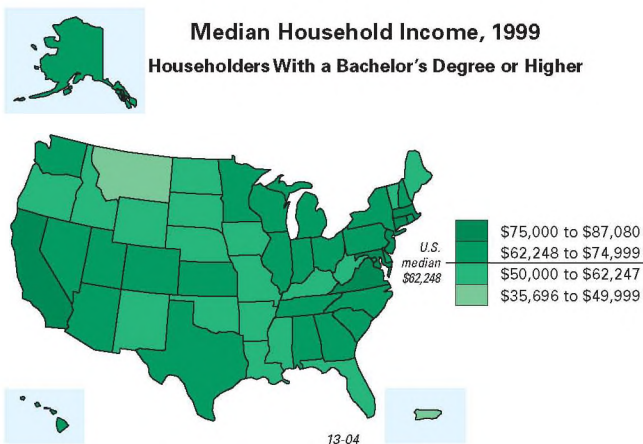 Median Household Income, 1999
Householders With a Bachelor's Degree or Higher
U.S.
median
$62,248
$75,000 to $87,080
$62,248 to $74,999
$50,000 to $62,247
$35,696 to $49,999
13-04